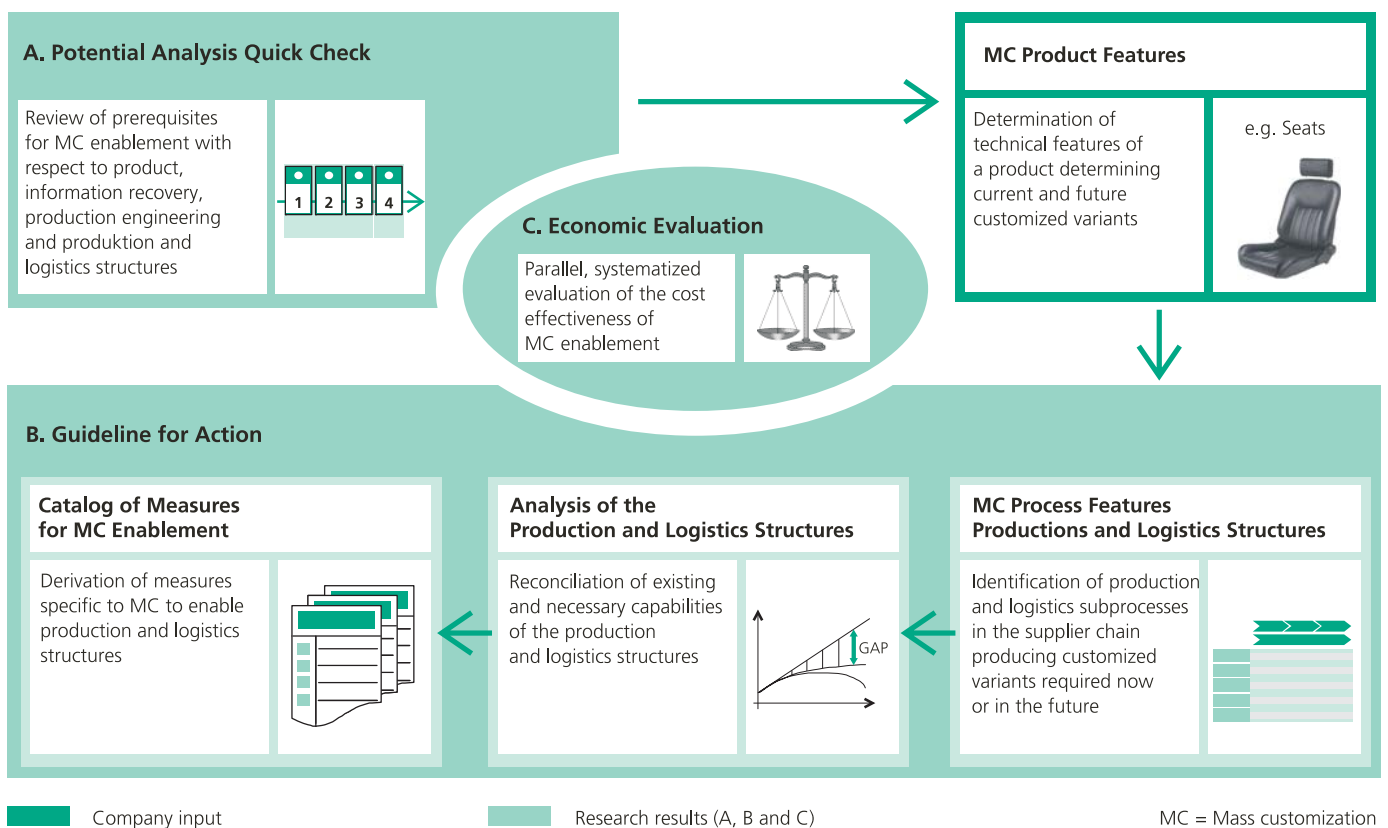 A. Potential Analysis Quick Check
Review of prerequisites
for MC enablement with
respect to product,
information recovery,
production engineering
and produktion and
logistics structures
1 2 3 4
MC Product Features
Determination of
technical features of
a product determining
current and future
customized variants
e.g. Seats
C. Economic Evaluation
Parallel, systematized
evaluation of the cost
effectiveness of
MC enablement
B. Guideline for Action
Catalog of Measures
for MC Enablement
Derivation of measures
specific to MC to enable
production and logistics
structures
Analysis of the
Production and Logistics Structures
Reconciliation of existing
and necessary capabilities
of the production
and logistics structures
GAP
MC Process Features
Productions and Logistics Structures
Identification of production
and logistics subprocesses
in the supplier chain
producing customized
variants required now
or in the future
Company input
Research results (A, B and C)
MC = Mass customization